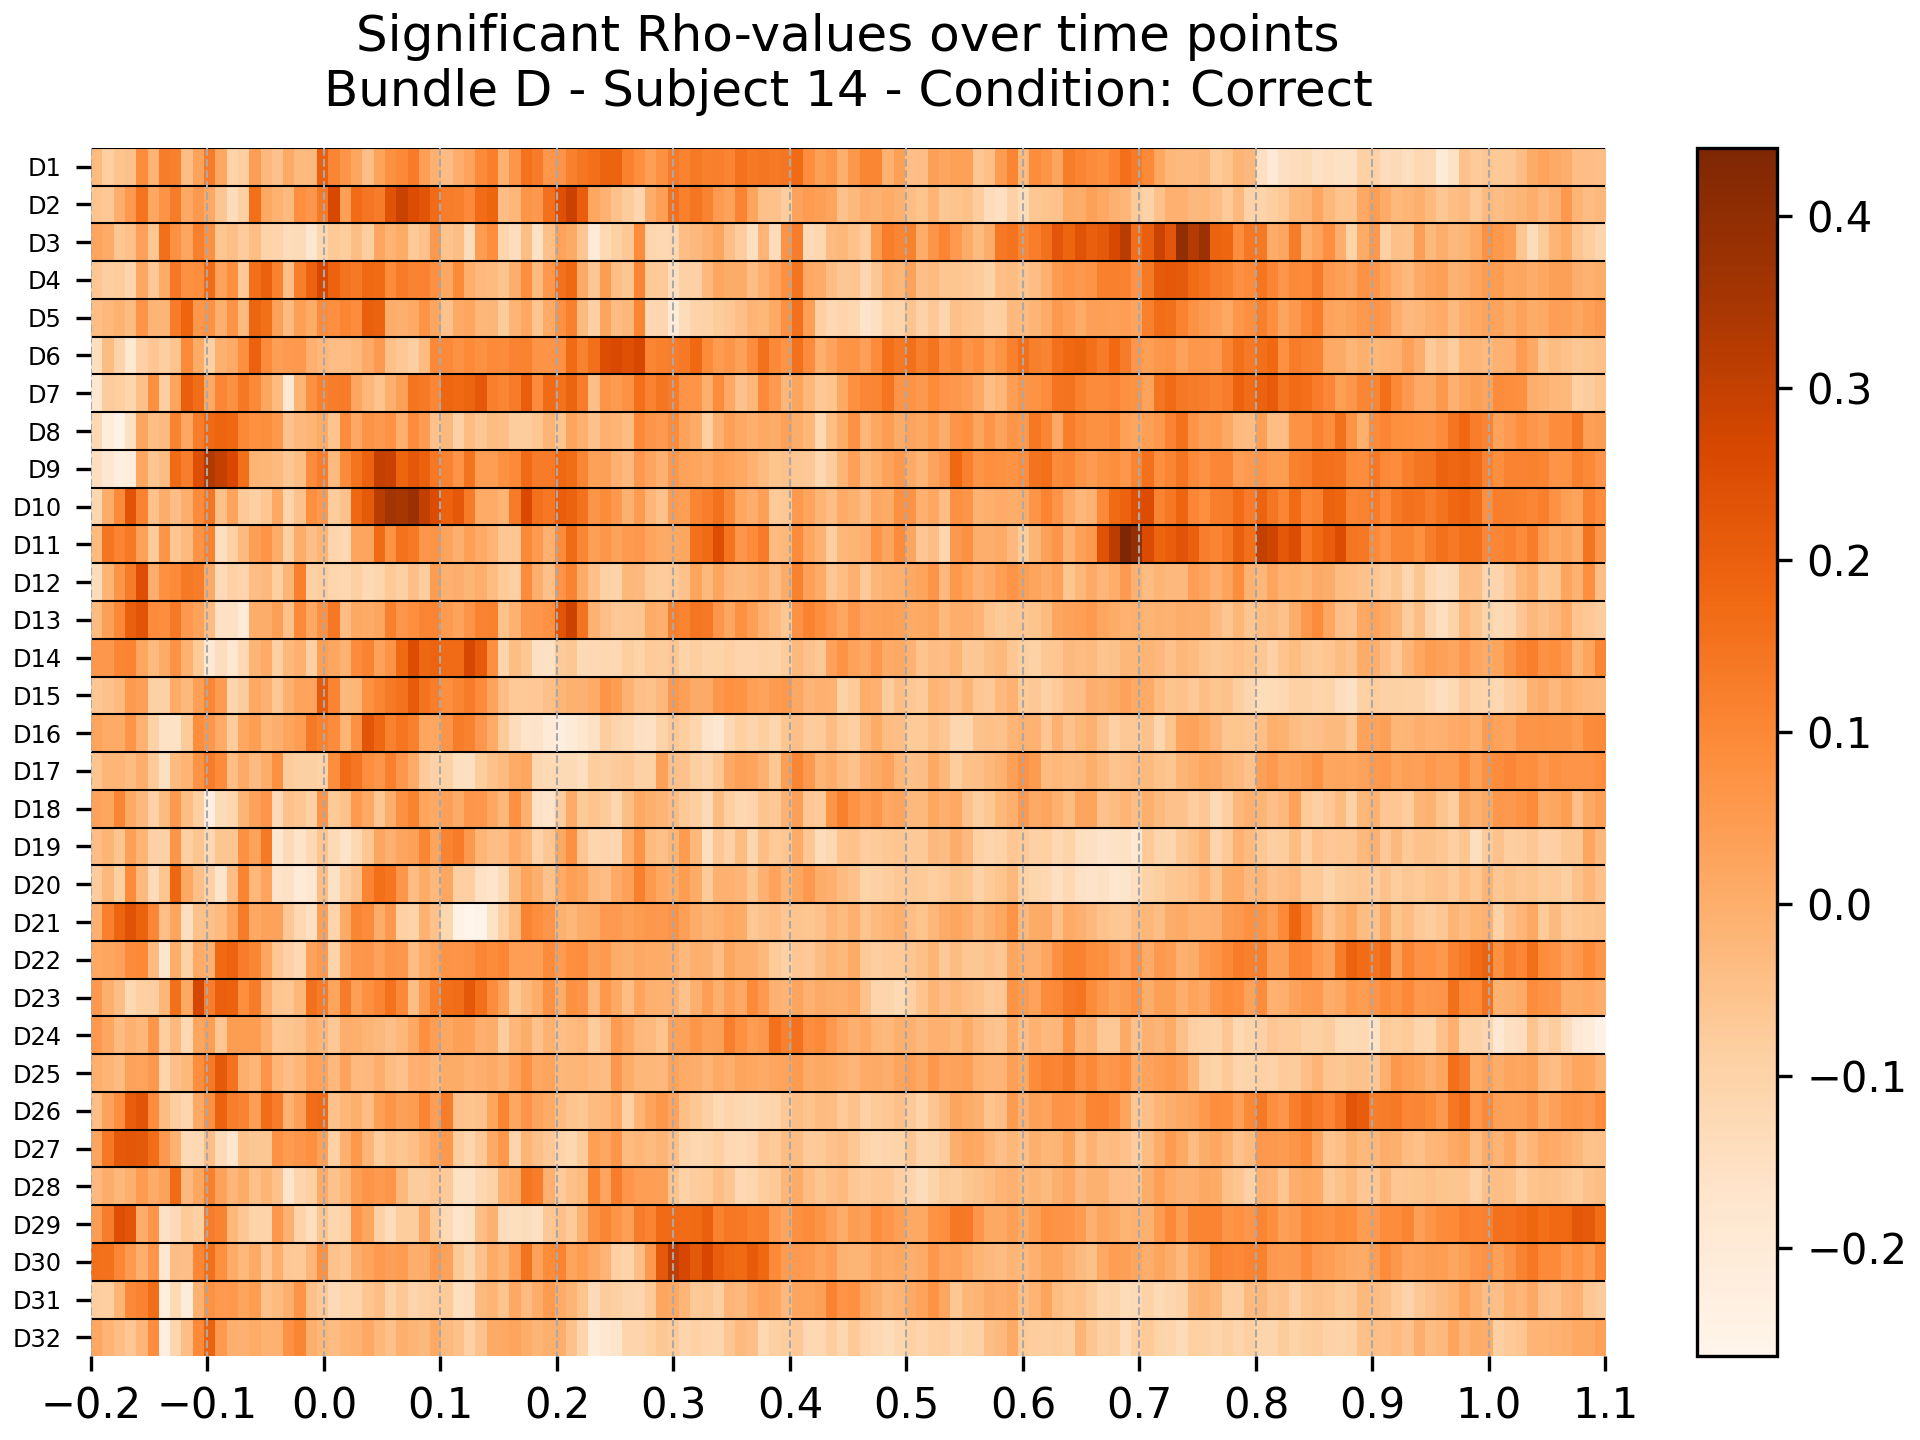 Significant Rho-values over time points
Bundle D - Subject 14 - Condition: Correct
D1
D2
D3
D4
D5
D6
D7
D8
D9
D10
D11
D12
D13
D14
D15
D16
D17
D18
D19
D20
D21
D22
D23
D24
D25
D26
D27
D28
D29
D30
D31
D32
−0.2 −0.1 0.0 0.1 0.2 0.3 0.4 0.5 0.6 0.7 0.8 0.9 1.0 1.1
0.4
0.3
0.2
0.1
0.0
−0.1
−0.2